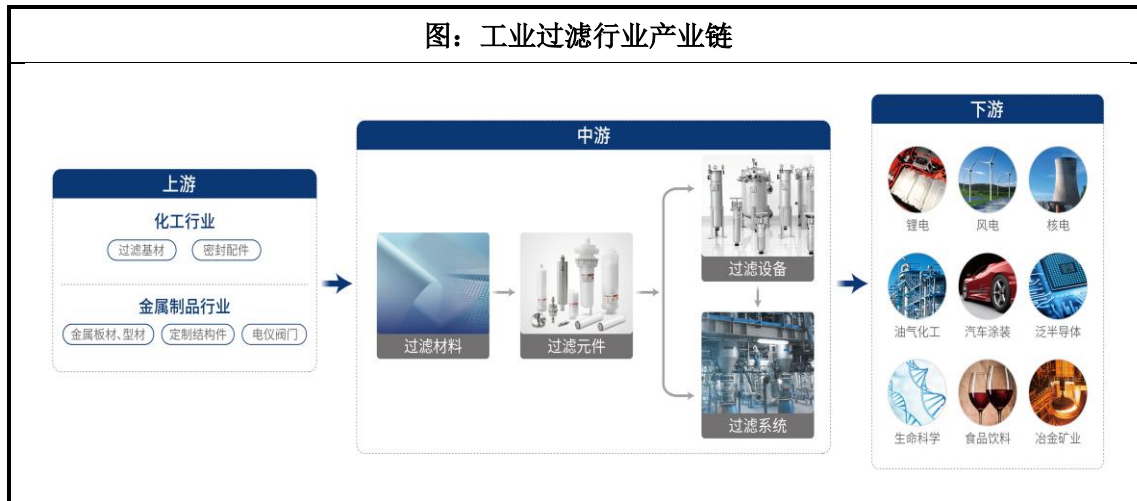 图：工业过滤行业产业链
上游
化工行业
过滤基材 密封配件
金属制品行业
金属板材、型材 定制结构件 电仪阀门
中游
过滤材料
过滤元件
过滤设备
过滤系统
下游
锂电 风电 核电
油气化工 汽车涂装 泛半导体
生命科学 食品饮料 冶金矿业